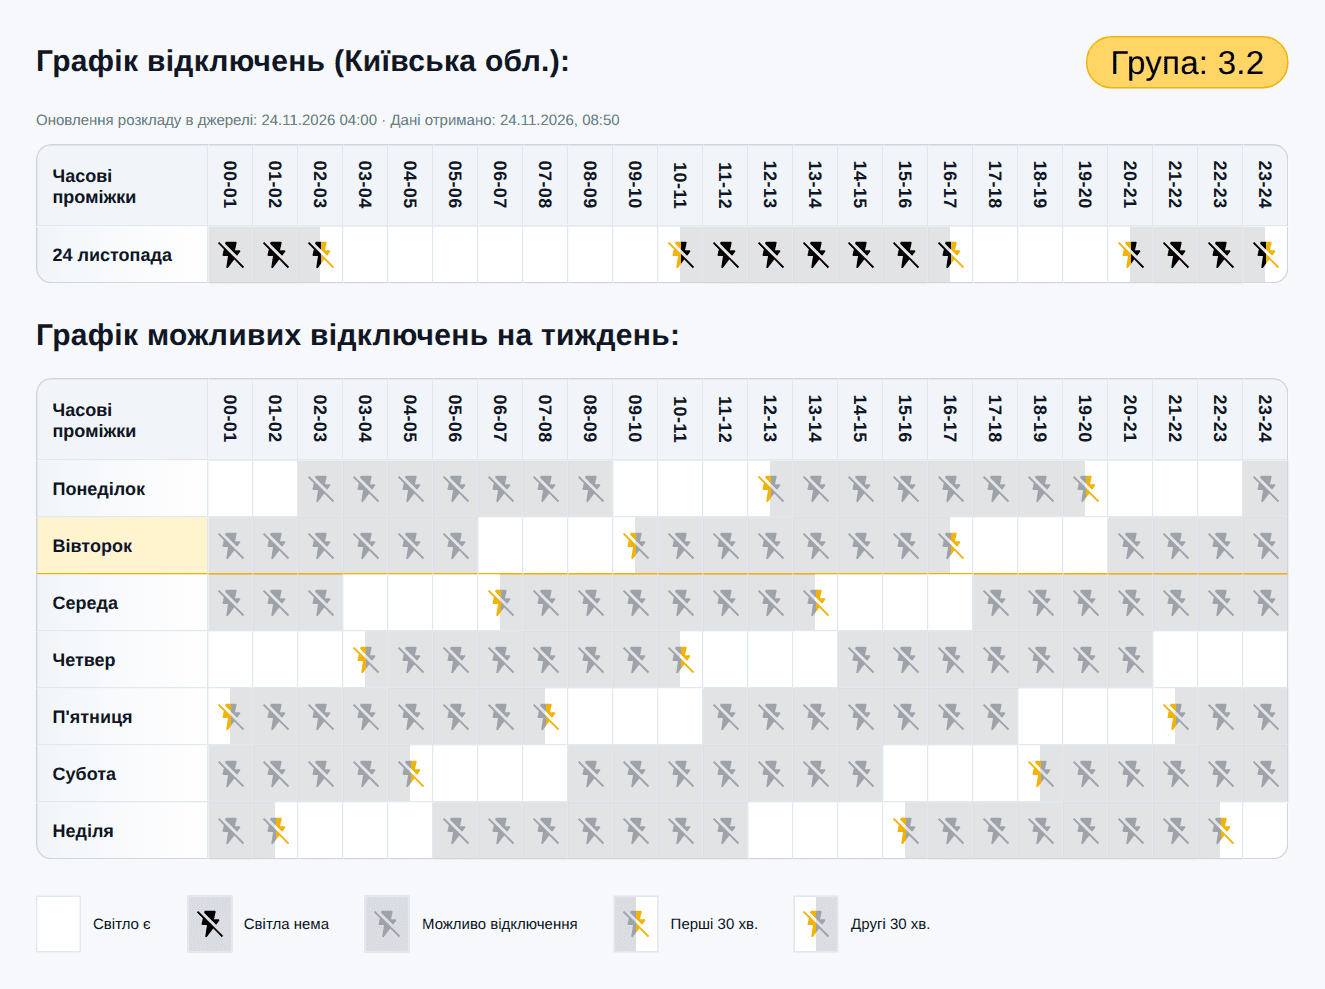 Графік відключень (Київська обл.):
Група: 3.2
Оновлення розкладу в джерелі: 24.11.2026 04:00 · Дані отримано: 24.11.2026, 08:50
Часові
проміжки
00-01 01-02 02-03 03-04 04-05 05-06 06-07 07-08 08-09 09-10 10-11 11-12 12-13 13-14 14-15 15-16 16-17 17-18 18-19 19-20 20-21 21-22 22-23 23-24
24 листопада
Графік можливих відключень на тиждень:
Часові
проміжки
00-01 01-02 02-03 03-04 04-05 05-06 06-07 07-08 08-09 09-10 10-11 11-12 12-13 13-14 14-15 15-16 16-17 17-18 18-19 19-20 20-21 21-22 22-23 23-24
Понеділок
Вівторок
Середа
Четвер
П'ятниця
Субота
Неділя
Світло є
Світла нема
Можливо відключення
Перші 30 хв.
Другі 30 хв.